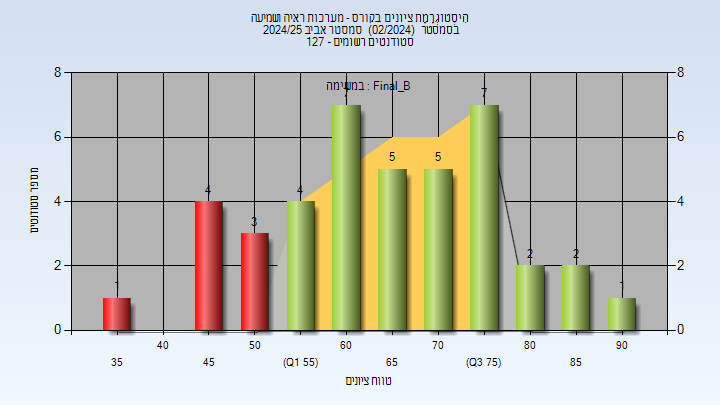 היסטוגרמת ציונים בקורס - מערכות ראיה ושמיעה
בסמסטר (02/2024) סמסטר אביב 2024/25
סטודנטים רשומים - 127
במשימה : Final_B
מספר סטודנטים
8 8
6 6
4 4
2 2
0 0
1 4 3 4 7 5 5 7 2 2 1
40 50 60 70 80 90
35 45 (Q1 55) 65 (Q3 75) 85
טווח ציונים